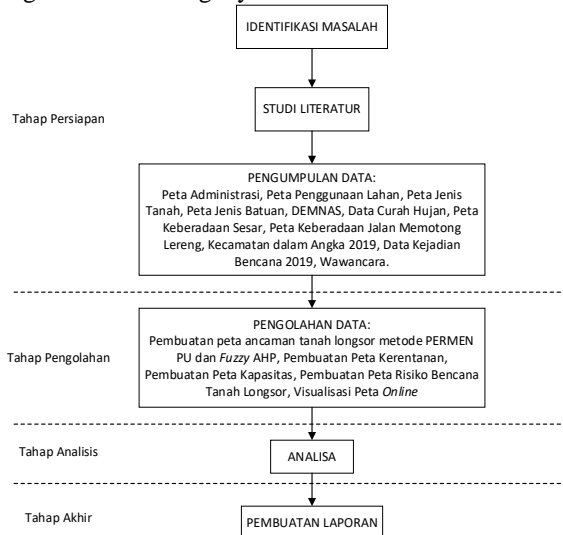 IDENTIFIKASI MASALAH
Tahap Persiapan
STUDI LITERATUR
PENGUMPULAN DATA:
Peta Administrasi, Peta Penggunaan Lahan, Peta Jenis
Tanah, Peta Jenis Batuan, DEMNAS, Data Curah Hujan, Peta
Keberadaan Sesar, Peta Keberadaan Jalan Memotong
Lereng, Kecamatan dalam Angka 2019, Data Kejadian
Bencana 2019, Wawancara.
Tahap Pengolahan
PENGOLAHAN DATA:
Pembuatan peta ancaman tanah longsor metode PERMEN
PU dan Fuzzy AHP, Pembuatan Peta Kerentanan,
Pembuatan Peta Kapasitas, Pembuatan Peta Risiko Bencana
Tanah Longsor, Visualisasi Peta Online
Tahap Analisis
ANALISA
Tahap Akhir
PEMBUATAN LAPORAN